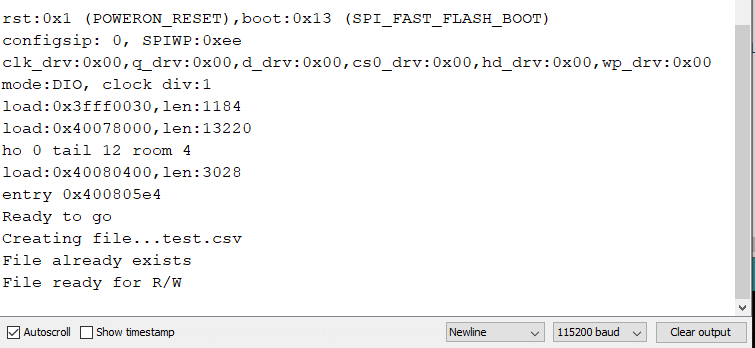 rst:0x1 (POWERON_RESET),boot:0x13 (SPI_FAST_FLASH_BOOT)
configsip: 0, SPIWP:0xee
clk_drv:0x00,q_drv:0x00,d_drv:0x00,cs0_drv:0x00,hd_drv:0x00,wp_drv:0x00
mode:DIO, clock div:1
load:0x3fff0030,len:1184
load:0x40078000,len:13220
ho 0 tail 12 room 4
load:0x40080400,len:3028
entry 0x400805e4
Ready to go
Creating file...test.csv
File already exists
File ready for R/W
Autoscroll Show timestamp Newline 115200 baud Clear output